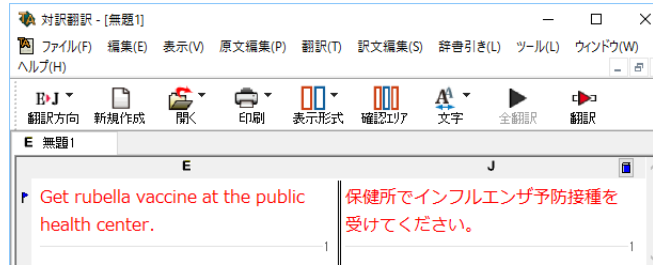 対訳翻訳 - [無題1]
ファイル(F) 編集(E) 表示(V) 原文編集(P) 翻訳(T) 訳文編集(S) 辞書引き(L) ツール(L) ウィンドウ(W)
ヘルプ(H)
E▸J
翻訳方向 新規作成 開く 印刷 表示形式 確認エリア 文字 全翻訳 翻訳
E 無題1
E J
Get rubella vaccine at the public
health center.
1
保健所でインフルエンザ予防接種を
受けてください。
1